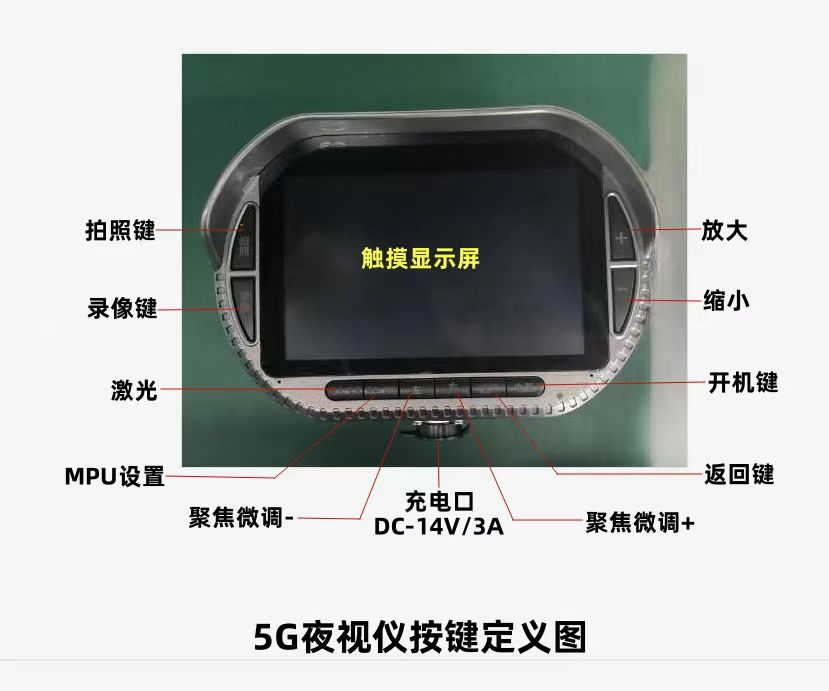 拍照键
放大
触摸显示屏
录像键
缩小
激光
开机键
MPU设置
返回键
聚焦微调-
充电口
DC-14V/3A
聚焦微调+
5G夜视仪按键定义图